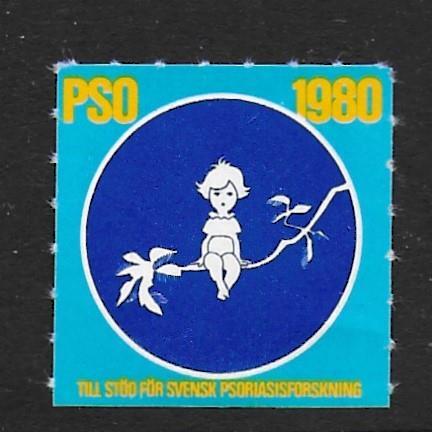 PSO 1980
TILL STÖD FÖR SVENSK PSORIASISFORSKNING